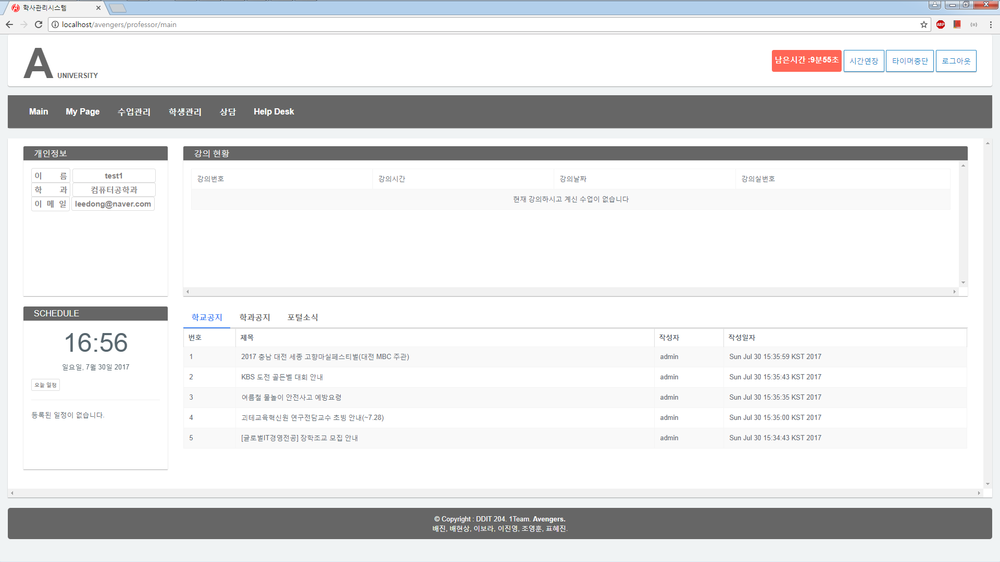 학사관리시스템
localhost/avengers/professor/main
ABP
A UNIVERSITY
남은시간 :9분55초 시간연장 타이머중단 로그아웃
Main My Page 수업관리 학생관리 상담 Help Desk
개인정보
이 름 test1
학 과 컴퓨터공학과
이 메 일 leedong@naver.com
강의 현황
강의번호 강의시간 강의날짜 강의실번호
현재 강의하시고 계신 수업이 없습니다
SCHEDULE
16:56
일요일, 7월 30일 2017
오늘 일정
등록된 일정이 없습니다.
학교공지 학과공지 포털소식
번호 제목 작성자 작성일자
1 2017 충남 대전 세종 고향마실페스티벌(대전 MBC 주관) admin Sun Jul 30 15:35:59 KST 2017
2 KBS 도전 골든벨 대회 안내 admin Sun Jul 30 15:35:43 KST 2017
3 여름철 물놀이 안전사고 예방요령 admin Sun Jul 30 15:35:35 KST 2017
4 괴테교육혁신원 연구전담교수 초빙 안내(~7.28) admin Sun Jul 30 15:35:00 KST 2017
5 [글로벌IT경영전공] 장학조교 모집 안내 admin Sun Jul 30 15:34:43 KST 2017
© Copyright : DDIT 204. 1Team. Avengers.
배진, 배현상, 이보라, 이진영, 조영훈, 표혜진.